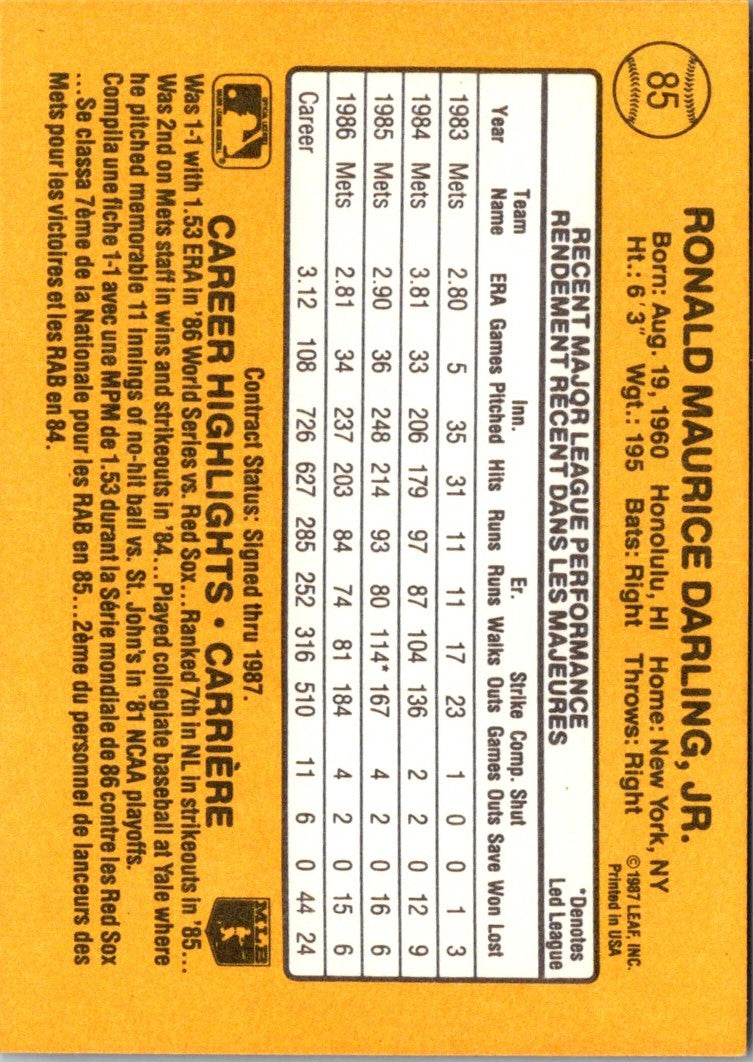 85
RONALD MAURICE DARLING, JR.
Born: Aug. 19, 1960 Honolulu, HI Home: New York, NY
Ht.: 6'3" Wgt.: 195 Bats: Right Throws: Right
©1987 LEAF, INC.
Printed in USA
RECENT MAJOR LEAGUE PERFORMANCE
RENDEMENT RECENT DANS LES MAJEURES
*Denotes
Led League
Team Inn. Er. Strike Comp. Shut
Year Name ERA Games Pitched Hits Runs Runs Walks Outs Games Outs Save Won Lost
1983 Mets 2.80 5 35 31 11 11 17 23 1 0 0 1 3
1984 Mets 3.81 33 206 179 97 87 104 136 2 2 0 12 9
1985 Mets 2.90 36 248 214 93 80 114* 167 4 2 0 16 6
1986 Mets 2.81 34 237 203 84 74 81 184 4 2 0 15 6
Career 3.12 108 726 627 285 252 316 510 11 6 0 44 24
Contract Status: Signed thru 1987.
CAREER HIGHLIGHTS • CARRIÈRE
MLB
Was 1-1 with 1.53 ERA in '86 World Series vs. Red Sox...Ranked 7th in NL in strikeouts in '85...
Was 2nd on Mets staff in wins and strikeouts in '84...Played collegiate baseball at Yale where
he pitched memorable 11 innings of no-hit ball vs. St. John's in '81 NCAA playoffs.
Compila une fiche 1-1 avec une MPM de 1.53 durant la Série mondiale de 86 contre les Red Sox
...Se classa 7ème de la Nationale pour les RAB en 85...2ème du personnel de lanceurs des
Mets pour les victoires et les RAB en 84.